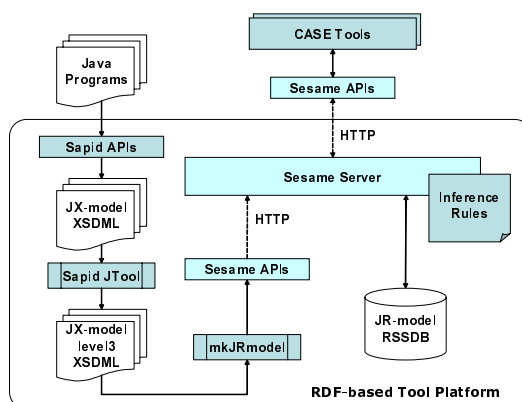 Java
Programs
CASE Tools
Sesame APIs
HTTP
Sapid APIs
Sesame Server
Inference
Rules
JX-model
XSDML
HTTP
Sapid JTool
Sesame APIs
JX-model
level3
XSDML
mkJRmodel
JR-model
RSSDB
RDF-based Tool Platform